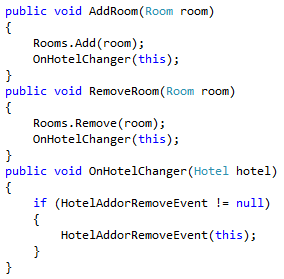 public void AddRoom(Room room)
{
    Rooms.Add(room);
    OnHotelChanger(this);
}
public void RemoveRoom(Room room)
{
    Rooms.Remove(room);
    OnHotelChanger(this);
}
public void OnHotelChanger(Hotel hotel)
{
    if (HotelAddorRemoveEvent != null)
    {
        HotelAddorRemoveEvent(this);
    }
}